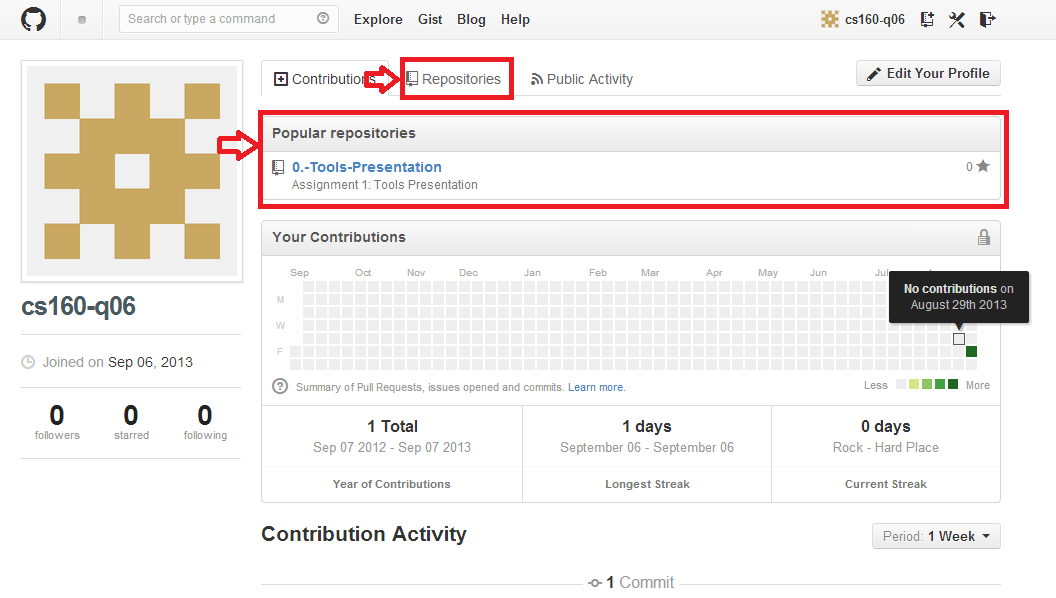 Search or type a command
Explore Gist Blog Help
cs160-q06
Contributions
Repositories
Public Activity
Edit Your Profile
Popular repositories
0.-Tools-Presentation
0
Assignment 1: Tools Presentation
Your Contributions
Sep Oct Nov Dec Jan Feb Mar Apr May Jun
No contributions on
August 29th 2013
M
W
F
? Summary of Pull Requests, issues opened and commits. Learn more.
Less More
1 Total
Sep 07 2012 - Sep 07 2013
Year of Contributions
1 days
September 06 - September 06
Longest Streak
0 days
Rock - Hard Place
Current Streak
cs160-q06
Joined on Sep 06, 2013
0 0 0
followers starred following
Contribution Activity
Period: 1 Week
1 Commit